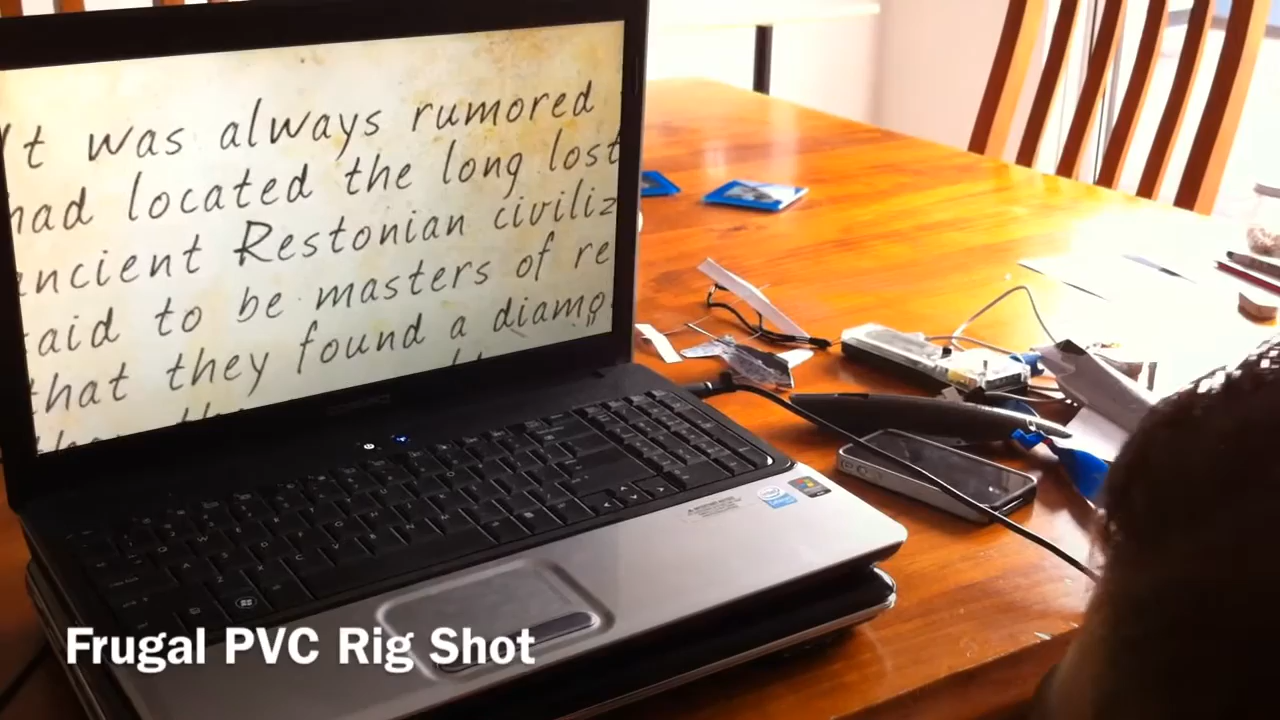 It was always rumored
had located the long lost
ancient Restonian civiliz
said to be masters of re
that they found a diamo
Frugal PVC Rig Shot